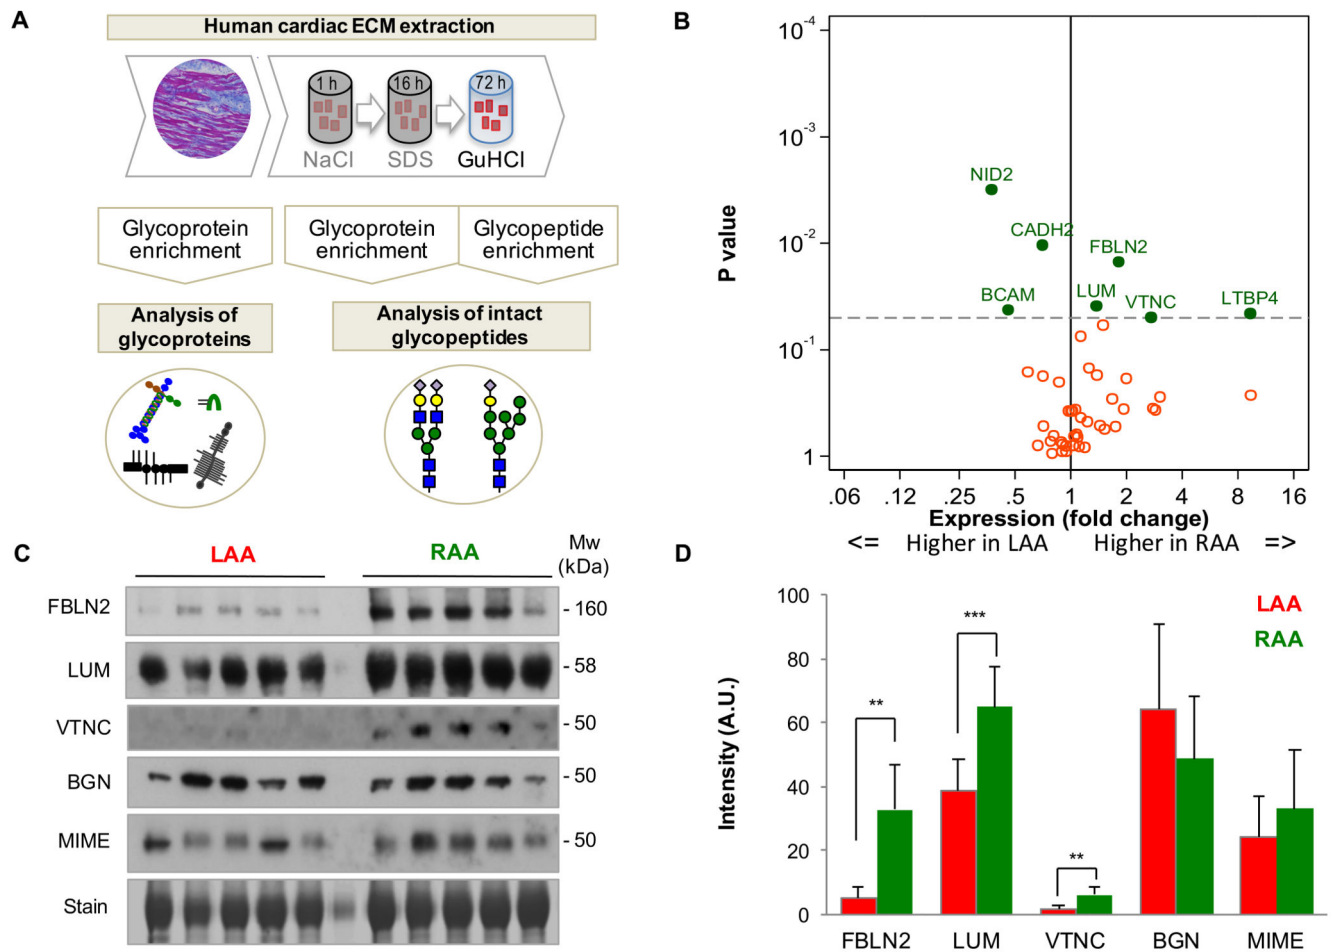 A
Human cardiac ECM extraction
1 h
16 h
72 h
NaCl
SDS
GuHCl
Glycoprotein
enrichment
Glycoprotein
enrichment
Glycopeptide
enrichment
Analysis of
glycoproteins
Analysis of intact
glycopeptides
B
P value
10-4
10-3
10-2
10-1
1
NID2
CADH2
FBLN2
BCAM
LUM
VTNC
LTBP4
.06
.12
.25
.5
1
2
4
8
16
Expression (fold change)
<= Higher in LAA
Higher in RAA =>
C
LAA
RAA
Mw
(kDa)
FBLN2
- 160
LUM
- 58
VTNC
- 50
BGN
- 50
MIME
- 50
Stain
D
Intensity (A.U.)
100
80
60
40
20
0
**
***
**
LAA
RAA
FBLN2
LUM
VTNC
BGN
MIME